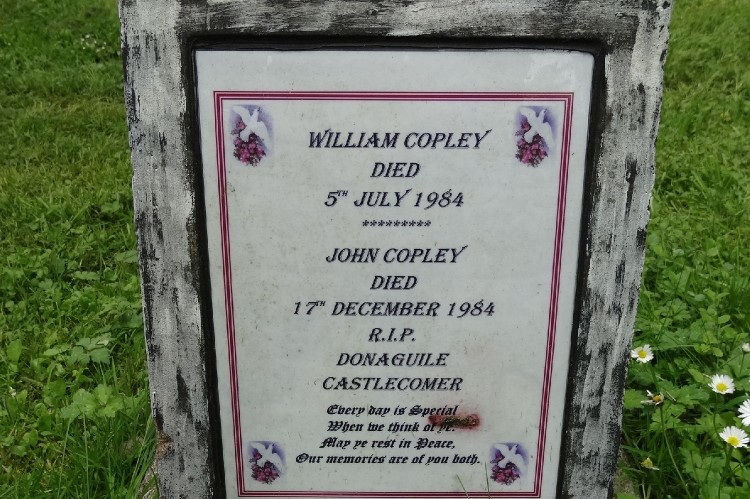 WILLIAM COPLEY
DIED
5TH JULY 1984
*********
JOHN COPLEY
DIED
17TH DECEMBER 1984
R.I.P.
DONAGUILE
CASTLECOMER
Every day is Special
When we think of ye.
May ye rest in Peace,
Our memories are of you both.